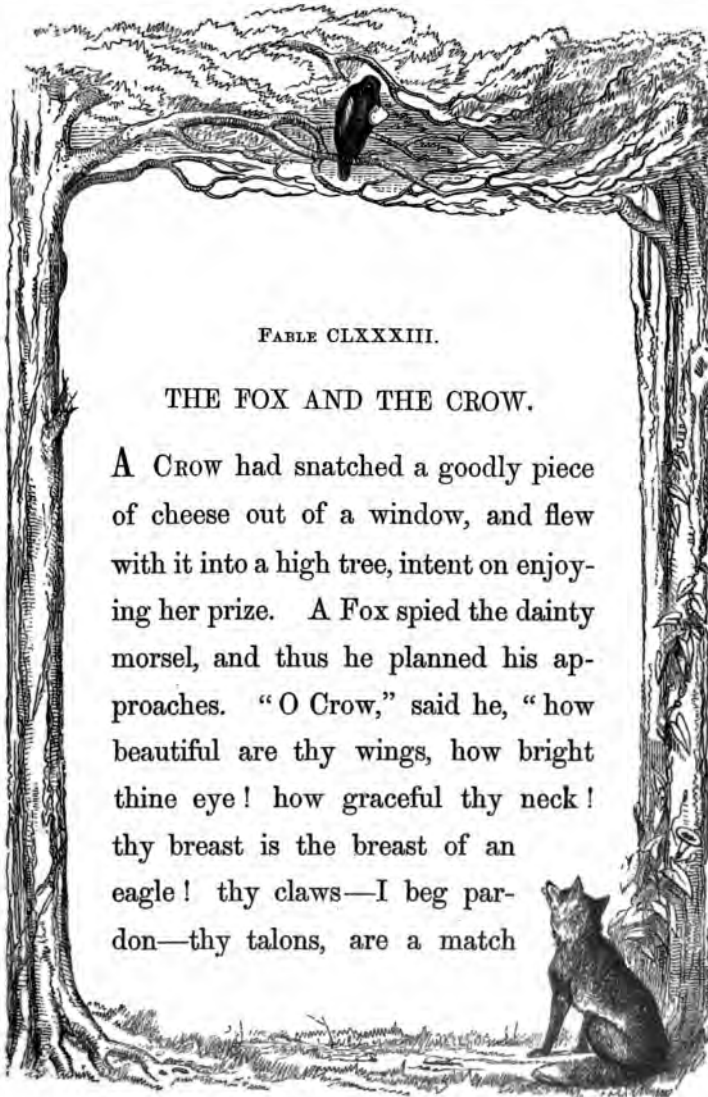 Fable CLXXXIII.
THE FOX AND THE CROW.
A Crow had snatched a goodly piece
of cheese out of a window, and flew
with it into a high tree, intent on enjoy-
ing her prize. A Fox spied the dainty
morsel, and thus he planned his ap-
proaches. “O Crow,” said he, “how
beautiful are thy wings, how bright
thine eye! how graceful thy neck!
thy breast is the breast of an
eagle! thy claws—I beg par-
don—thy talons, are a match